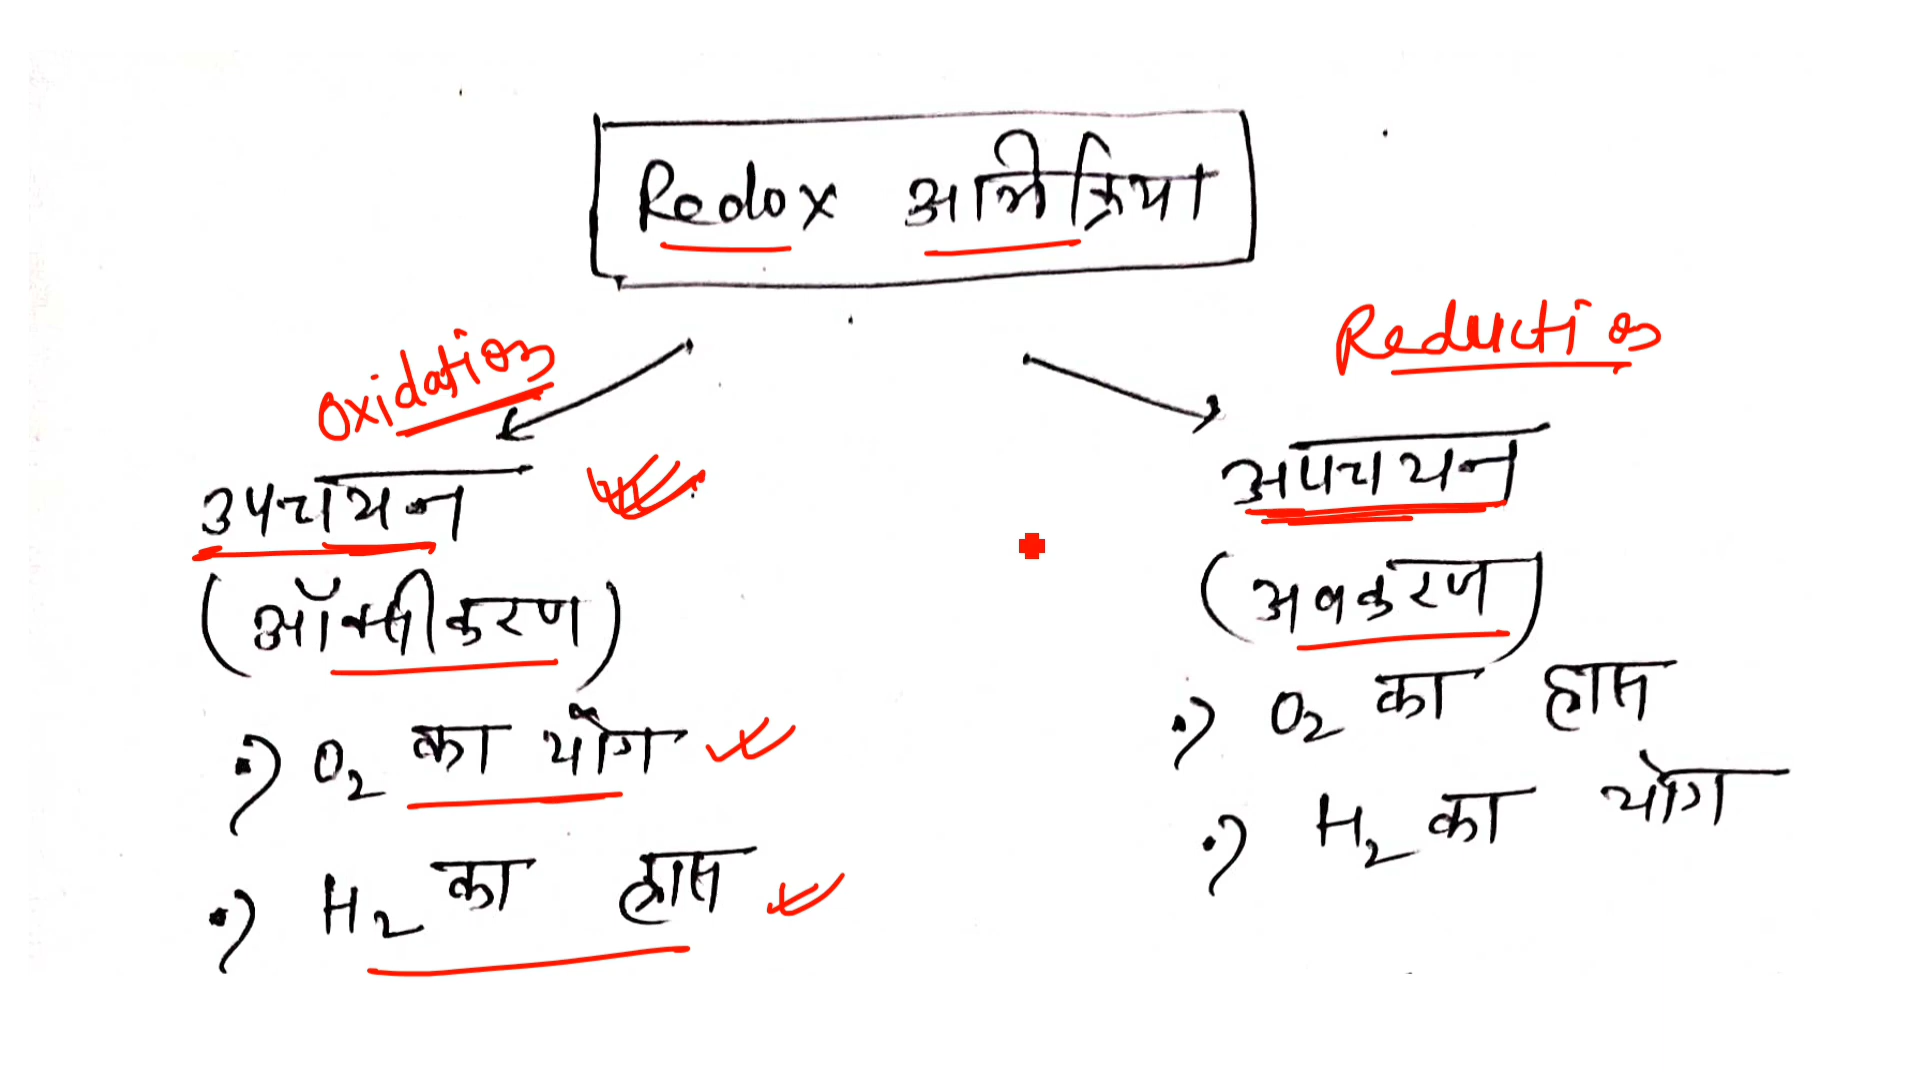 Redox अभिक्रिया
Oxidation
उपचयन
(ऑक्सीकरण)
·) O2 का योग
·) H2 का ह्रास
Reduction
अपचयन
(अवकरण)
·) O2 का ह्रास
·) H2 का योग